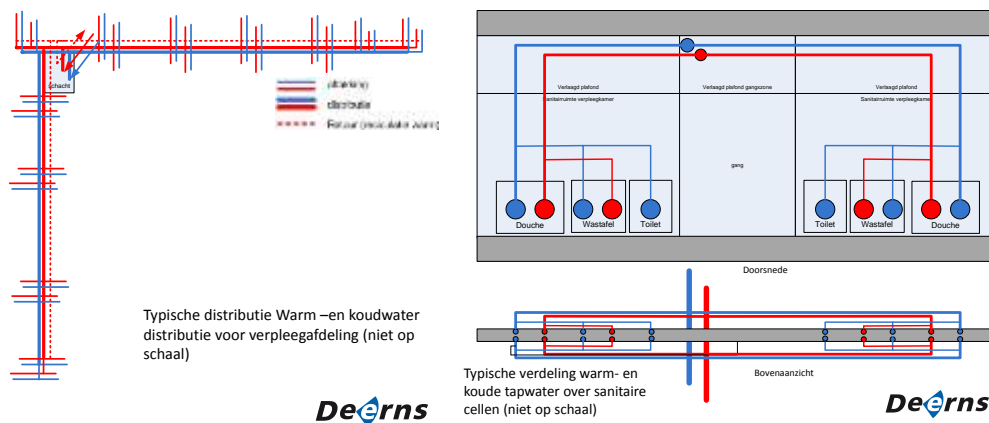 schacht
aftakking
distributie
Retour (recirculatie warm)
Typische distributie Warm –en koudwater
distributie voor verpleegafdeling (niet op
schaal)
Deerns
Verlaagd plafond
Verlaagd plafond gangzone
Verlaagd plafond
Sanitairruimte verpleegkamer
Sanitairruimte verpleegkamer
gang
Douche
Wastafel
Toilet
Toilet
Wastafel
Douche
Doorsnede
Typische verdeling warm- en
koude tapwater over sanitaire
cellen (niet op schaal)
Bovenaanzicht
Deerns